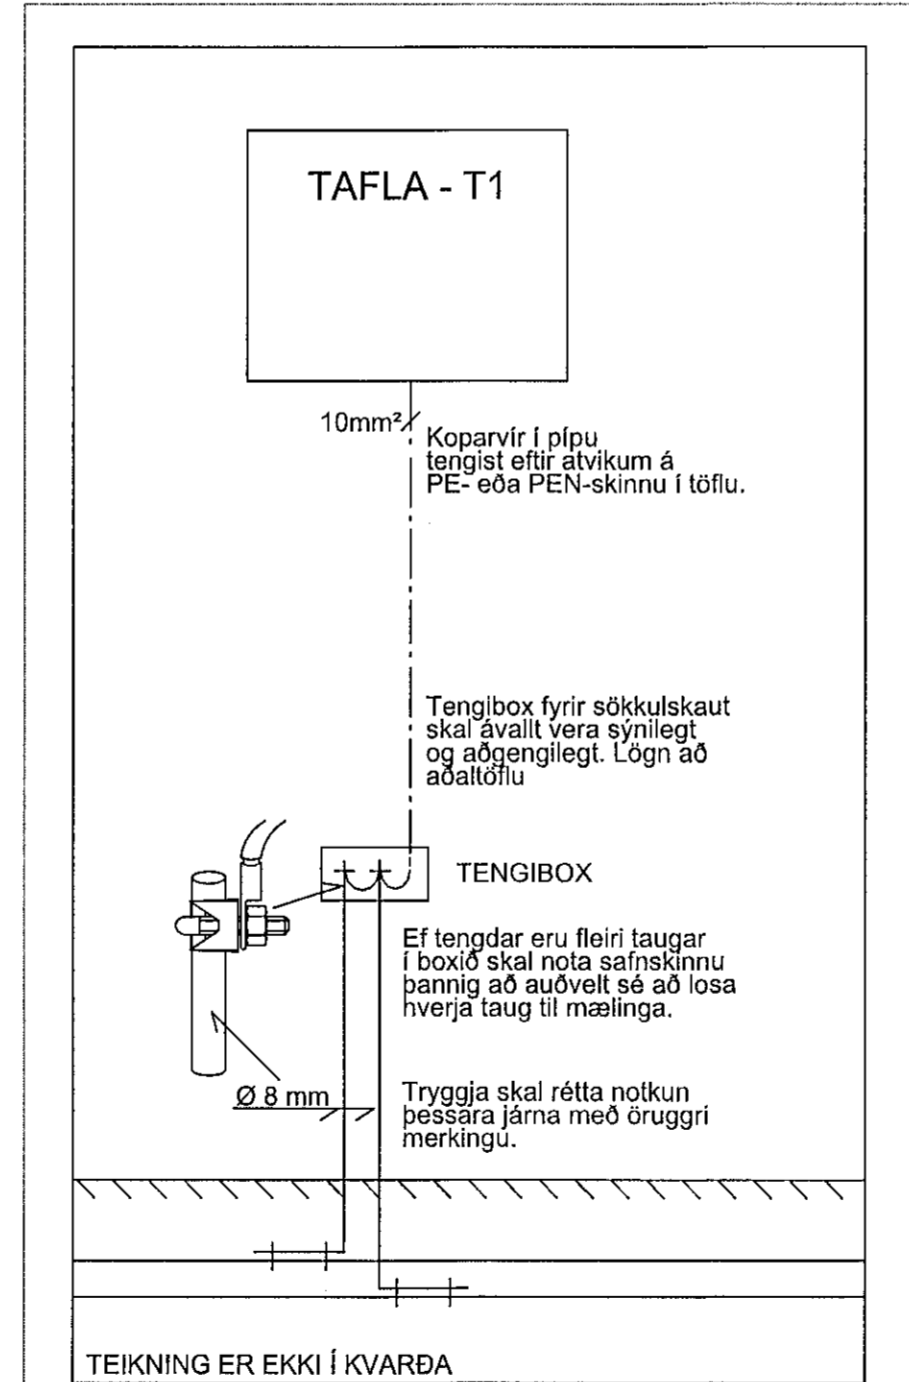 TAFLA - T1
10mm²
Koparvír í pípu
tengist eftir atvikum á
PE- eða PEN-skinnu í töflu.
Tengibox fyrir sökkulskaut
skal ávallt vera sýnilegt
og aðgengilegt. Lögn að
aðaltöflu
TENGIBOX
Ef tengdar eru fleiri taugar
í boxið skal nota safnskinnu
þannig að auðvelt sé að losa
hverja taug til mælinga.
Ø 8 mm
Tryggja skal rétta notkun
þessara járna með öruggri
merkingu.
TEIKNING ER EKKI Í KVARÐA